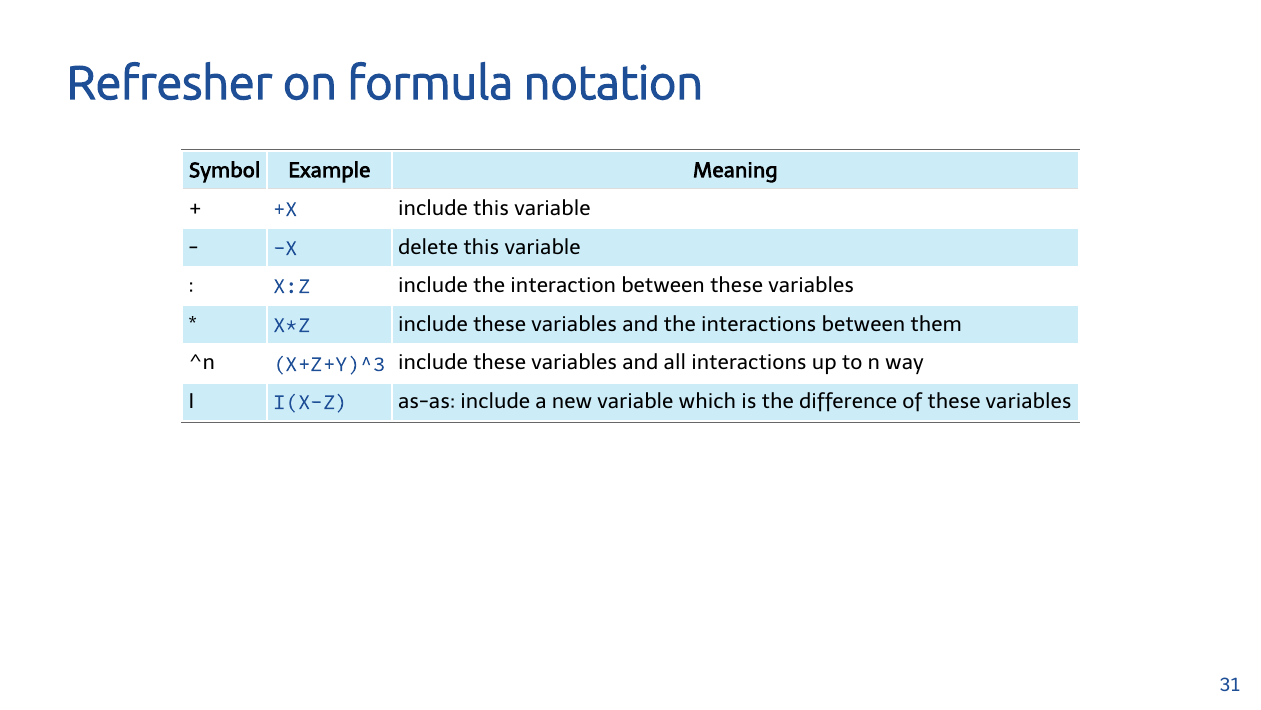 Refresher on formula notation
Symbol Example Meaning
+ +X include this variable
- -X delete this variable
: X:Z include the interaction between these variables
* X*Z include these variables and the interactions between them
^n (X+Z+Y)^3 include these variables and all interactions up to n way
I I(X-Z) as-as: include a new variable which is the difference of these variables
31